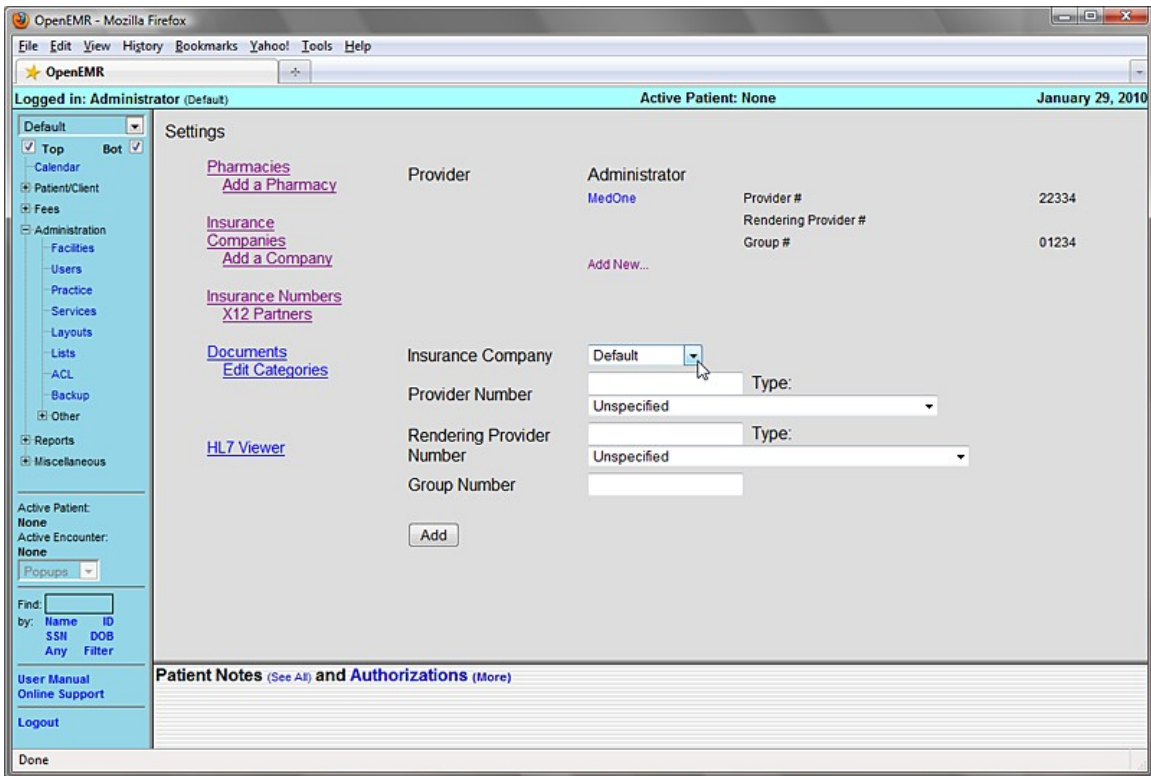 OpenEMR - Mozilla Firefox
File Edit View History Bookmarks Yahoo! Tools Help
OpenEMR
Logged in: Administrator (Default) Active Patient: None January 29, 2010
Default
Top Bot
Calendar
Patient/Client
Fees
Administration
Facilities
Users
Practice
Services
Layouts
Lists
ACL
Backup
Other
Reports
Miscellaneous
Active Patient:
None
Active Encounter:
None
Popups
Find:
by: Name ID
SSN DOB
Any Filter
User Manual
Online Support
Logout
Settings
Pharmacies
Add a Pharmacy
Insurance
Companies
Add a Company
Insurance Numbers
X12 Partners
Documents
Edit Categories
HL7 Viewer
Provider Administrator
MedOne Provider # 22334
Rendering Provider #
Group # 01234
Add New...
Insurance Company Default
Provider Number Type:
Unspecified
Rendering Provider Type:
Number Unspecified
Group Number
Add
Patient Notes (See All) and Authorizations (More)
Done